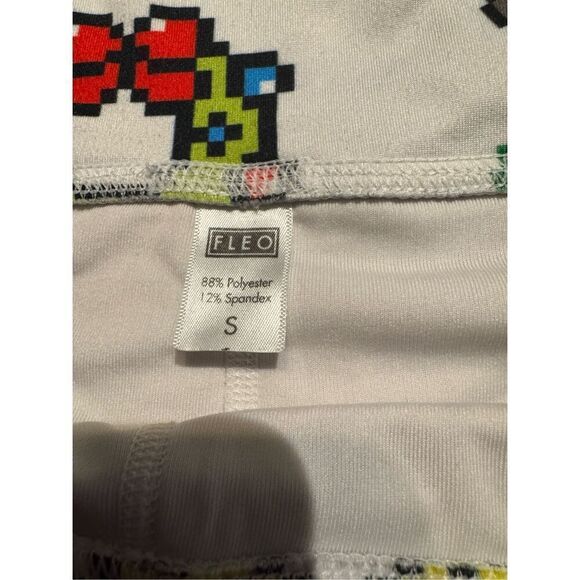 FLEO
88% Polyester
12% Spandex
S